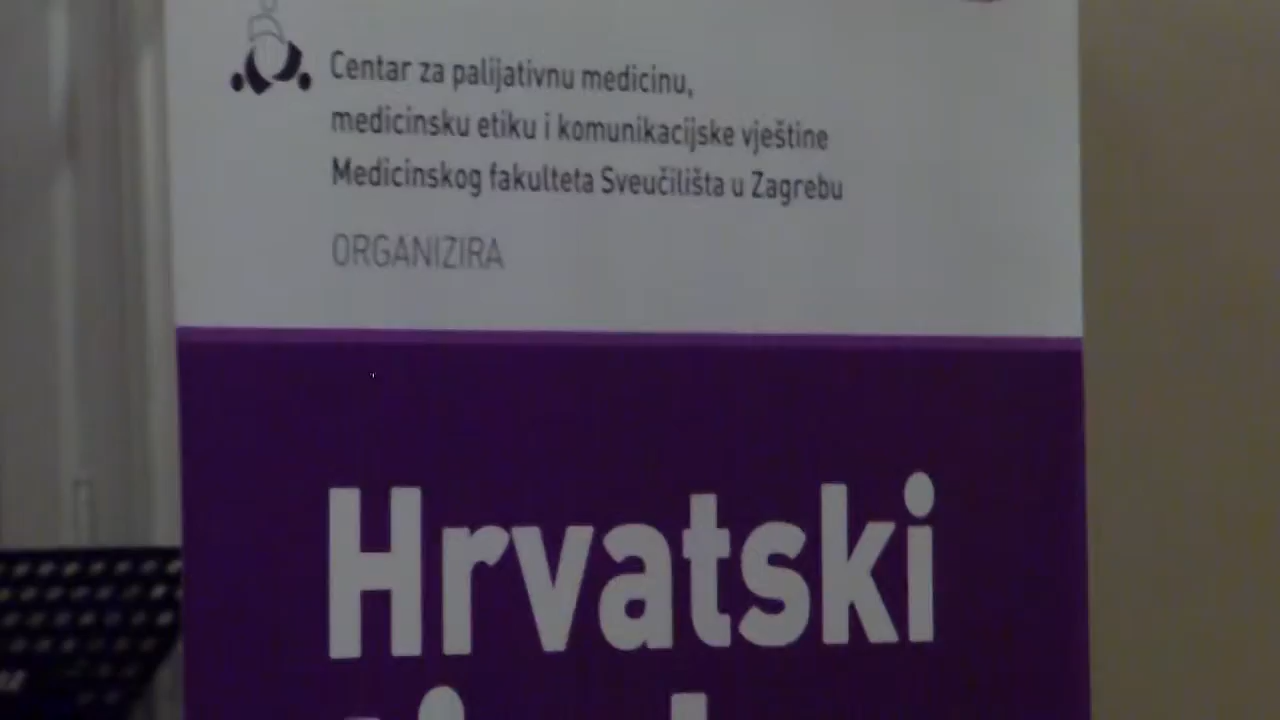 Centar za palijativnu medicinu,
medicinsku etiku i komunikacijske vještine
Medicinskog fakulteta Sveučilišta u Zagrebu
ORGANIZIRA
Hrvatski